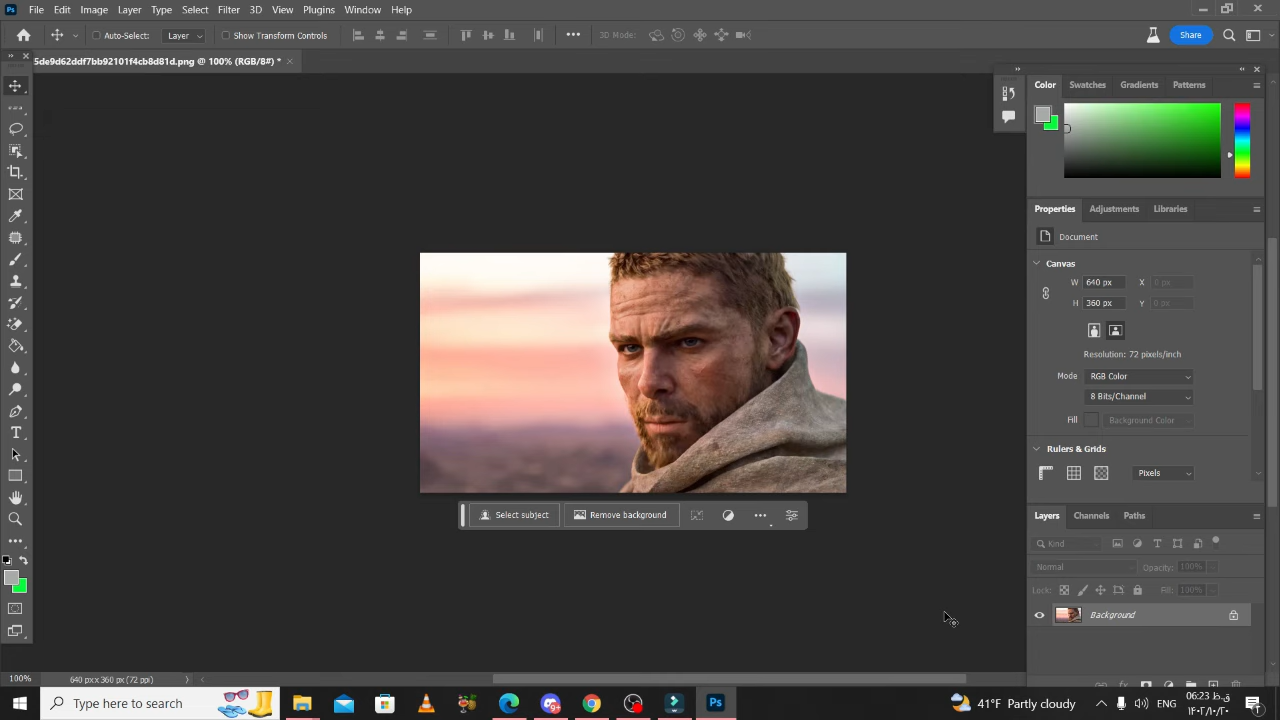 Ps File Edit Image Layer Type Select Filter 3D View Plugins Window Help
Auto-Select: Layer Show Transform Controls 3D Mode: Share
5de9d62ddf7bb92101f4cb8d81d.png @ 100% (RGB/8#) *
Color Swatches Gradients Patterns
Properties Adjustments Libraries
Document
Canvas
W 640 px X 0 px
H 360 px Y 0 px
Resolution: 72 pixels/inch
Mode RGB Color
8 Bits/Channel
Fill Background Color
Rulers & Grids
Pixels
Select subject Remove background
Layers Channels Paths
Kind
Normal Opacity: 100%
Lock: Fill: 100%
Background
100% 640 px x 360 px (72 ppi)
Type here to search
Ps
41°F Partly cloudy
ENG
06:23 ق.ظ